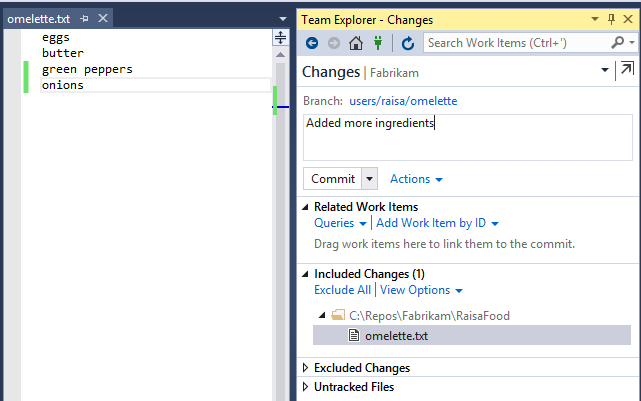 omelette.txt
eggs
butter
green peppers
onions
Team Explorer - Changes
Search Work Items (Ctrl+')
Changes | Fabrikam
Branch: users/raisa/omelette
Added more ingredients
Commit Actions
Related Work Items
Queries | Add Work Item by ID
Drag work items here to link them to the commit.
Included Changes (1)
Exclude All | View Options
C:\Repos\Fabrikam\RaisaFood
omelette.txt
Excluded Changes
Untracked Files